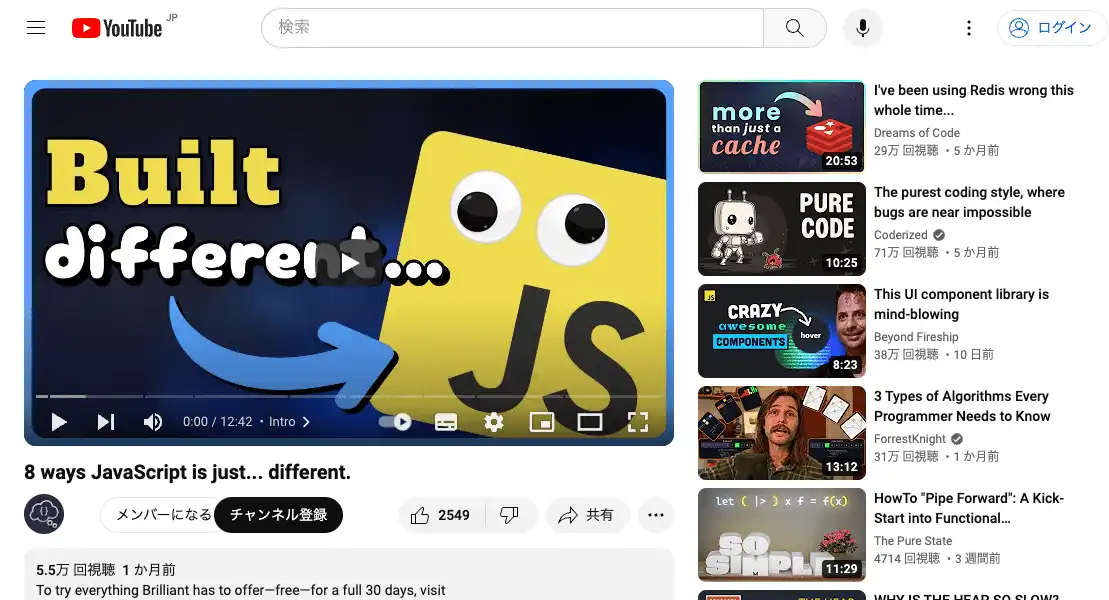 YouTube JP
検索
ログイン
Built
different...
JS
0:00 / 12:42 • Intro
8 ways JavaScript is just... different.
メンバーになる
チャンネル登録
2549
共有
5.5万 回視聴 1 か月前
To try everything Brilliant has to offer—free—for a full 30 days, visit
more
than just a
cache
20:53
I've been using Redis wrong this
whole time...
Dreams of Code
29万 回視聴 • 5 か月前
PURE
CODE
10:25
The purest coding style, where
bugs are near impossible
Coderized
71万 回視聴 • 5 か月前
JS
CRAZY
awesome
COMPONENTS
hover
8:23
This UI component library is
mind-blowing
Beyond Fireship
38万 回視聴 • 10 日前
13:12
3 Types of Algorithms Every
Programmer Needs to Know
ForrestKnight
31万 回視聴 • 1 か月前
let ( |> ) x f = f(x)
SO
SIMPLE
11:29
HowTo "Pipe Forward": A Kick-
Start into Functional...
The Pure State
4714 回視聴 • 3 週間前
WHY IS THE HEAP SO SLOW?